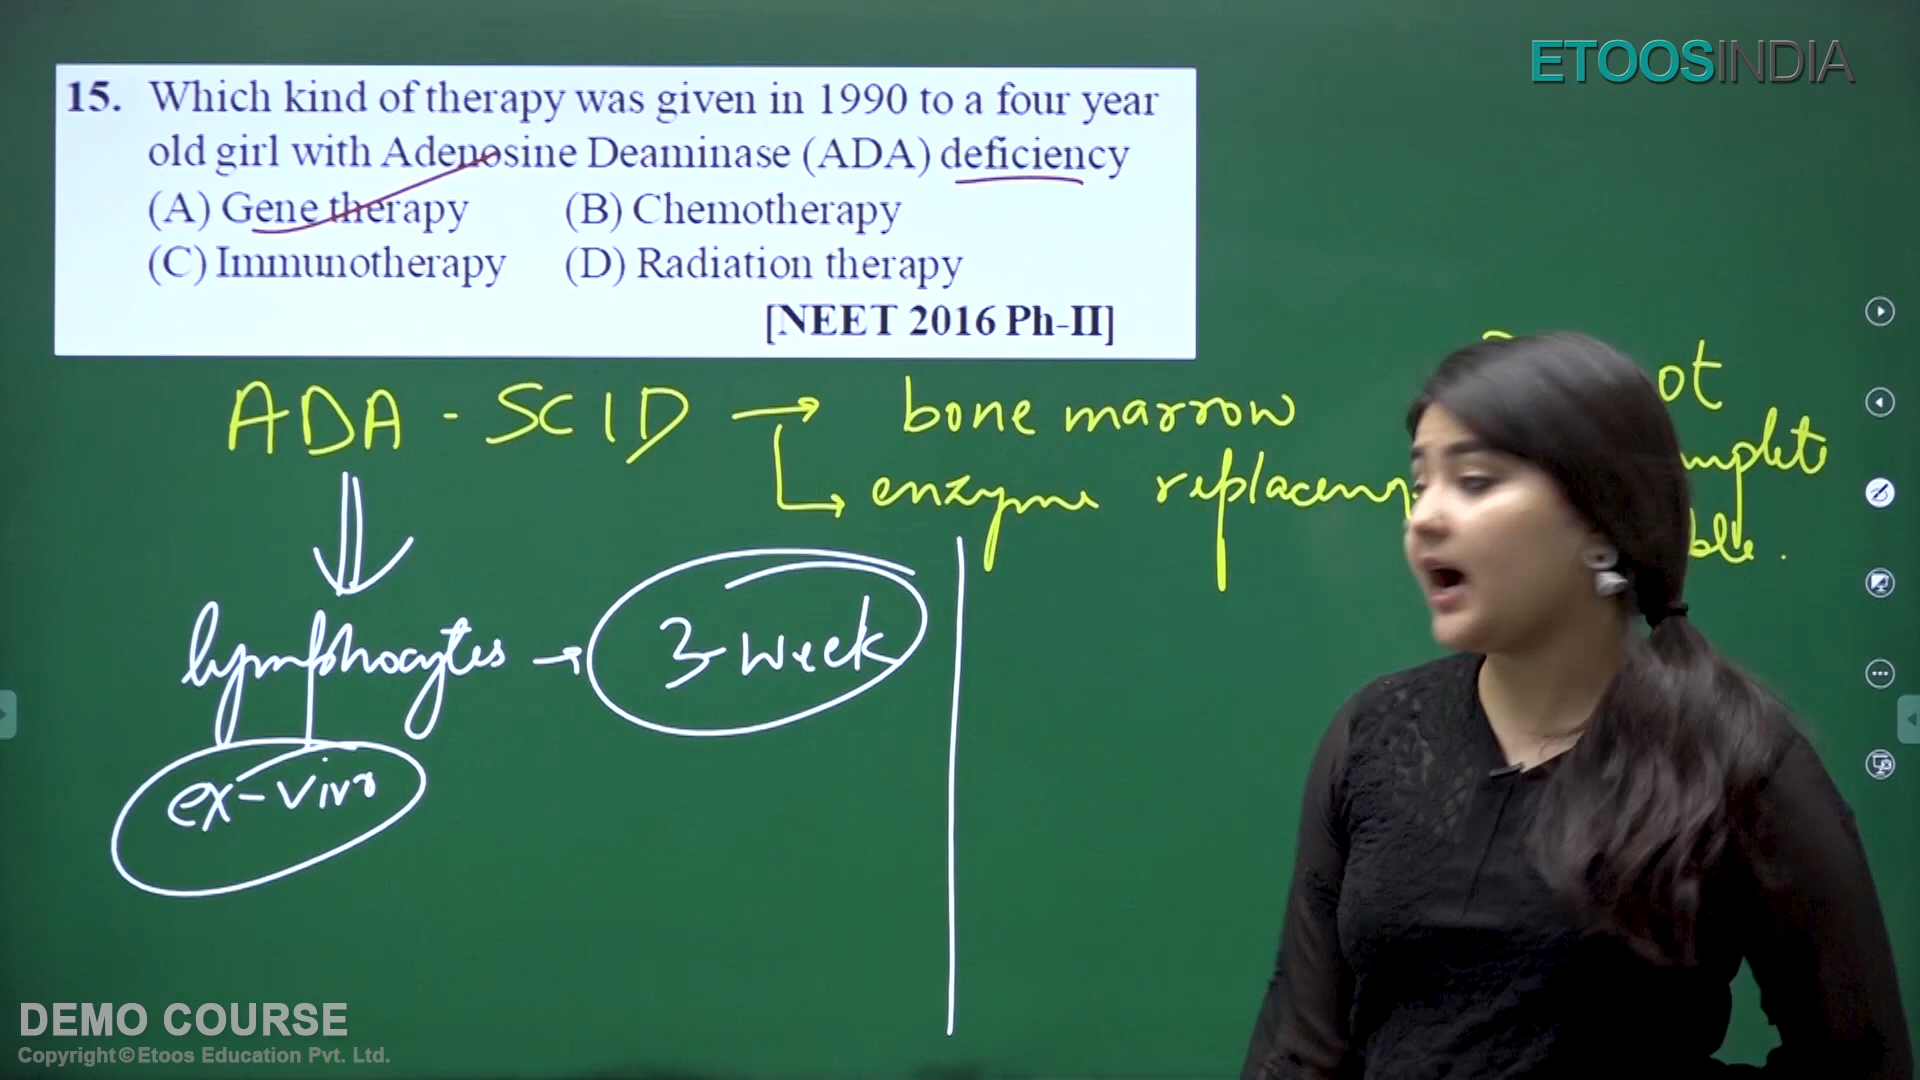 ETOOSINDIA
15. Which kind of therapy was given in 1990 to a four year
old girl with Adenosine Deaminase (ADA) deficiency
(A) Gene therapy (B) Chemotherapy
(C) Immunotherapy (D) Radiation therapy
[NEET 2016 Ph-II]
ADA - SCID → bone marrow
enzyme
lymphocytes → 3-week
ex-vivo
DEMO COURSE
Copyright © Etoos Education Pvt. Ltd.